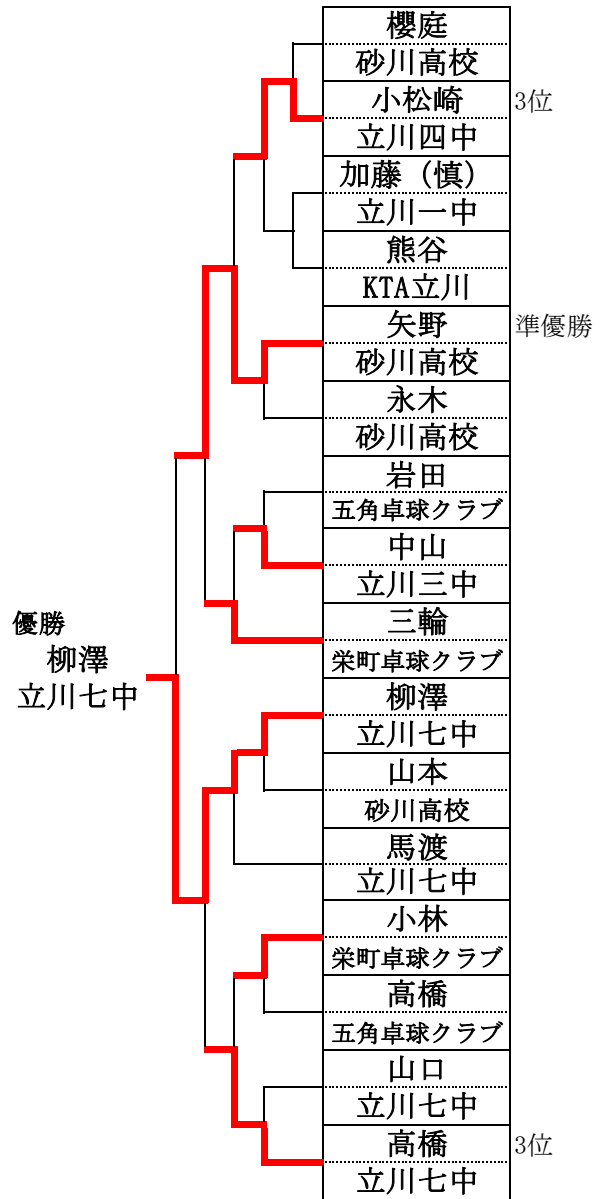 櫻庭
砂川高校
小松崎
3位
立川四中
加藤（慎）
立川一中
熊谷
KTA立川
矢野
準優勝
砂川高校
永木
砂川高校
岩田
五角卓球クラブ
中山
立川三中
三輪
栄町卓球クラブ
優勝
柳澤
立川七中
柳澤
立川七中
山本
砂川高校
馬渡
立川七中
小林
栄町卓球クラブ
高橋
五角卓球クラブ
山口
立川七中
高橋
3位
立川七中